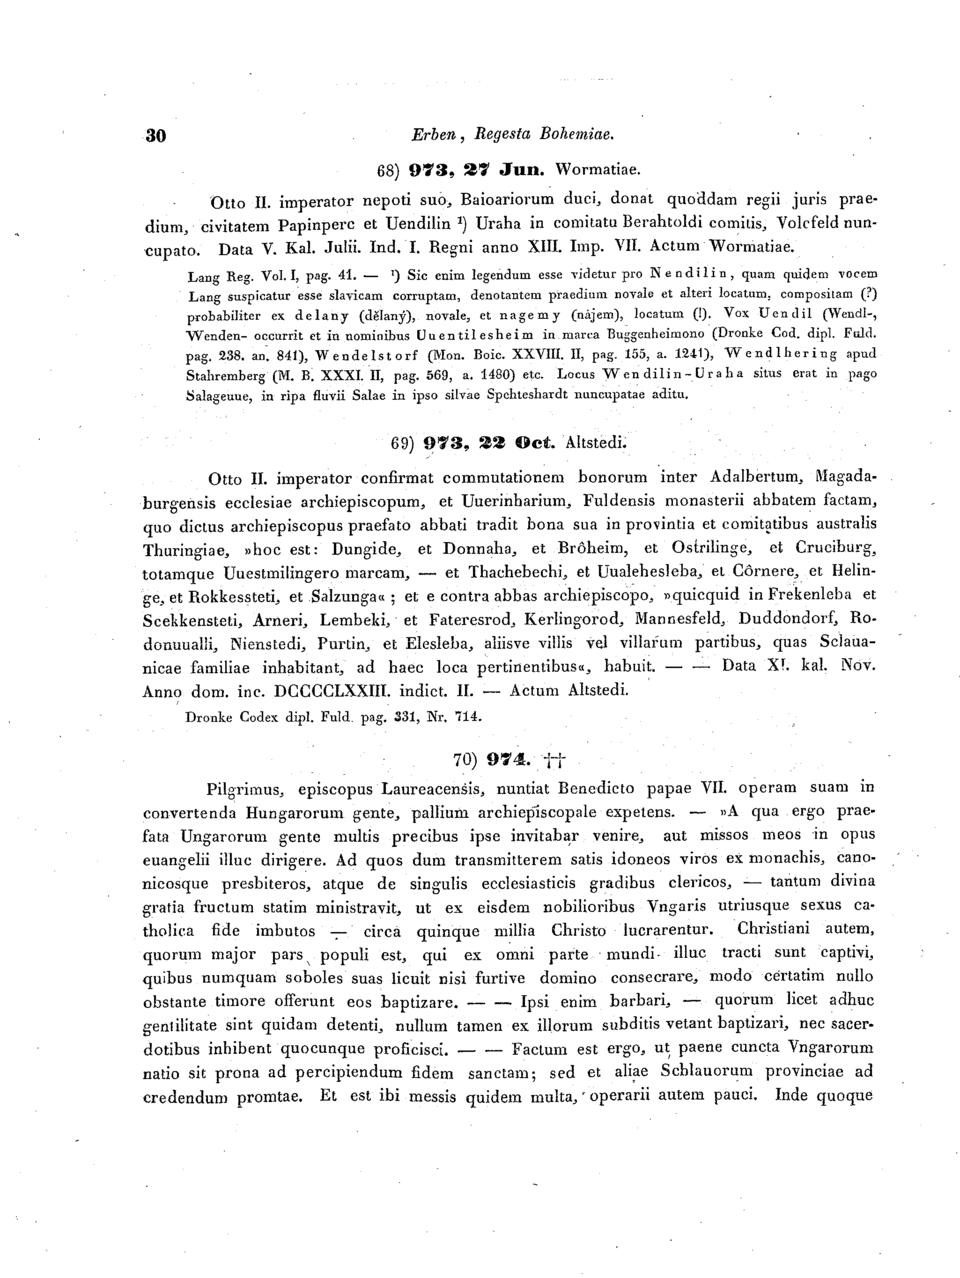 30 Erben, Regesta Bohemiae.
68) 973, 27 Jun. Wormatiae.
Otto II. imperator nepoti suo, Baioariorum duci, donat quoddam regii juris prae-
dium, civitatem Papinperc et Uendilin ¹) Uraha in comitatu Berahtoldi comitis, Volcfeld nun-
cupato. Data V. Kal. Julii. Ind. I. Regni anno XIII. Imp. VII. Actum Wormatiae.
Lang Reg. Vol. I, pag. 41. — ¹) Sic enim legendum esse videtur pro Nendilin, quam quidem vocem
Lang suspicatur esse slavicam corruptam, denotantem praedium novale et alteri locatum, compositam (?)
probabiliter ex delany (dělaný), novale, et nagemy (nájem), locatum (!). Vox Uendil (Wendl-,
Wenden- occurrit et in nominibus Uuentilesheim in marca Buggenheimono (Dronke Cod. dipl. Fuld.
pag. 238. an. 841), Wendelstorf (Mon. Boic. XXVIII. II, pag. 155, a. 1241), Wendlhering apud
Stahremberg (M. B. XXXI. II, pag. 569, a. 1480) etc. Locus Wendilin-Uraha situs erat in pago
Salageuue, in ripa fluvii Salae in ipso silvae Spehteshardt nuncupatae aditu.
69) 973, 22 Oct. Altstedi.
Otto II. imperator confirmat commutationem bonorum inter Adalbertum, Magada-
burgensis ecclesiae archiepiscopum, et Uuerinharium, Fuldensis monasterii abbatem factam,
quo dictus archiepiscopus praefato abbati tradit bona sua in provintia et comitatibus australis
Thuringiae, »hoc est: Dungide, et Donnaha, et Brôheim, et Ostrilinge, et Cruciburg,
totamque Uuestmilingero marcam, — et Thachebechi, et Uualehesleba, et Côrnere, et Helin-
ge, et Rokkessteti, et Salzunga« ; et e contra abbas archiepiscopo, »quicquid in Frekenleba et
Scekkensteti, Arneri, Lembeki, et Fateresrod, Kerlingorod, Mannesfeld, Duddondorf, Ro-
donuualli, Nienstedi, Purtin, et Elesleba, aliisve villis vel villarum partibus, quas Sclaua-
nicae familiae inhabitant, ad haec loca pertinentibus«, habuit. — — Data XI. kal. Nov.
Anno dom. inc. DCCCCLXXIII. indict. II. — Actum Altstedi.
Dronke Codex dipl. Fuld. pag. 331, Nr. 714.
70) 974. ††
Pilgrimus, episcopus Laureacensis, nuntiat Benedicto papae VII. operam suam in
convertenda Hungarorum gente, pallium archiepiscopale expetens. — »A qua ergo prae-
fata Ungarorum gente multis precibus ipse invitabar venire, aut missos meos in opus
euangelii illuc dirigere. Ad quos dum transmitterem satis idoneos viros ex monachis, cano-
nicosque presbiteros, atque de singulis ecclesiasticis gradibus clericos, — tantum divina
gratia fructum statim ministravit, ut ex eisdem nobilioribus Vngaris utriusque sexus ca-
tholica fide imbutos — circa quinque millia Christo lucrarentur. Christiani autem,
quorum major pars populi est, qui ex omni parte mundi illuc tracti sunt captivi,
quibus numquam soboles suas licuit nisi furtive domino consecrare, modo certatim nullo
obstante timore offerunt eos baptizare. — — Ipsi enim barbari, — quorum licet adhuc
gentilitate sint quidam detenti, nullum tamen ex illorum subditis vetant baptizari, nec sacer-
dotibus inhibent quocunque proficisci. — — Factum est ergo, ut paene cuncta Vngarorum
natio sit prona ad percipiendum fidem sanctam; sed et aliae Schlauorum provinciae ad
credendum promtae. Et est ibi messis quidem multa, operarii autem pauci. Inde quoque